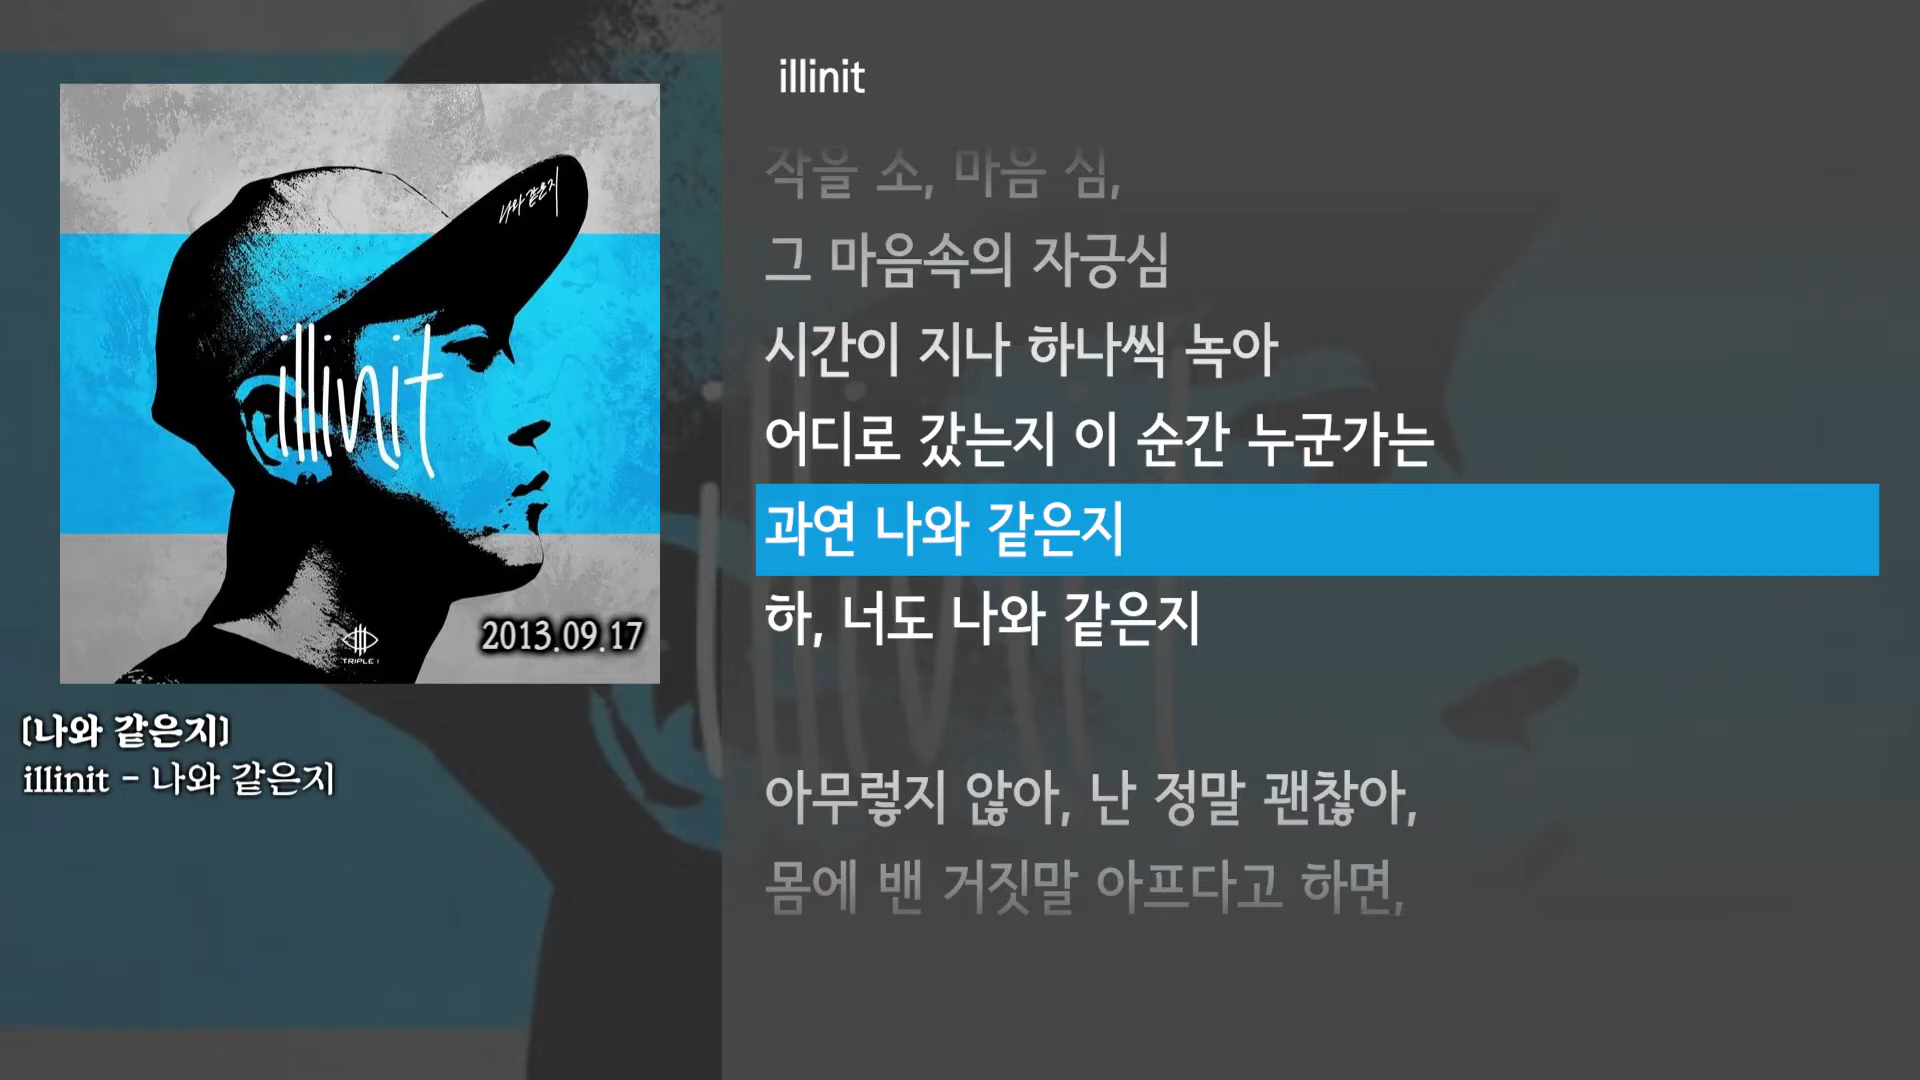 나와 같은지
illinit
TRIPLE I
2013.09.17
[나와 같은지]
illinit - 나와 같은지
illinit
작을 소, 마음 심,
그 마음속의 자긍심
시간이 지나 하나씩 녹아
어디로 갔는지 이 순간 누군가는
과연 나와 같은지
하, 너도 나와 같은지
아무렇지 않아, 난 정말 괜찮아,
몸에 밴 거짓말 아프다고 하면,